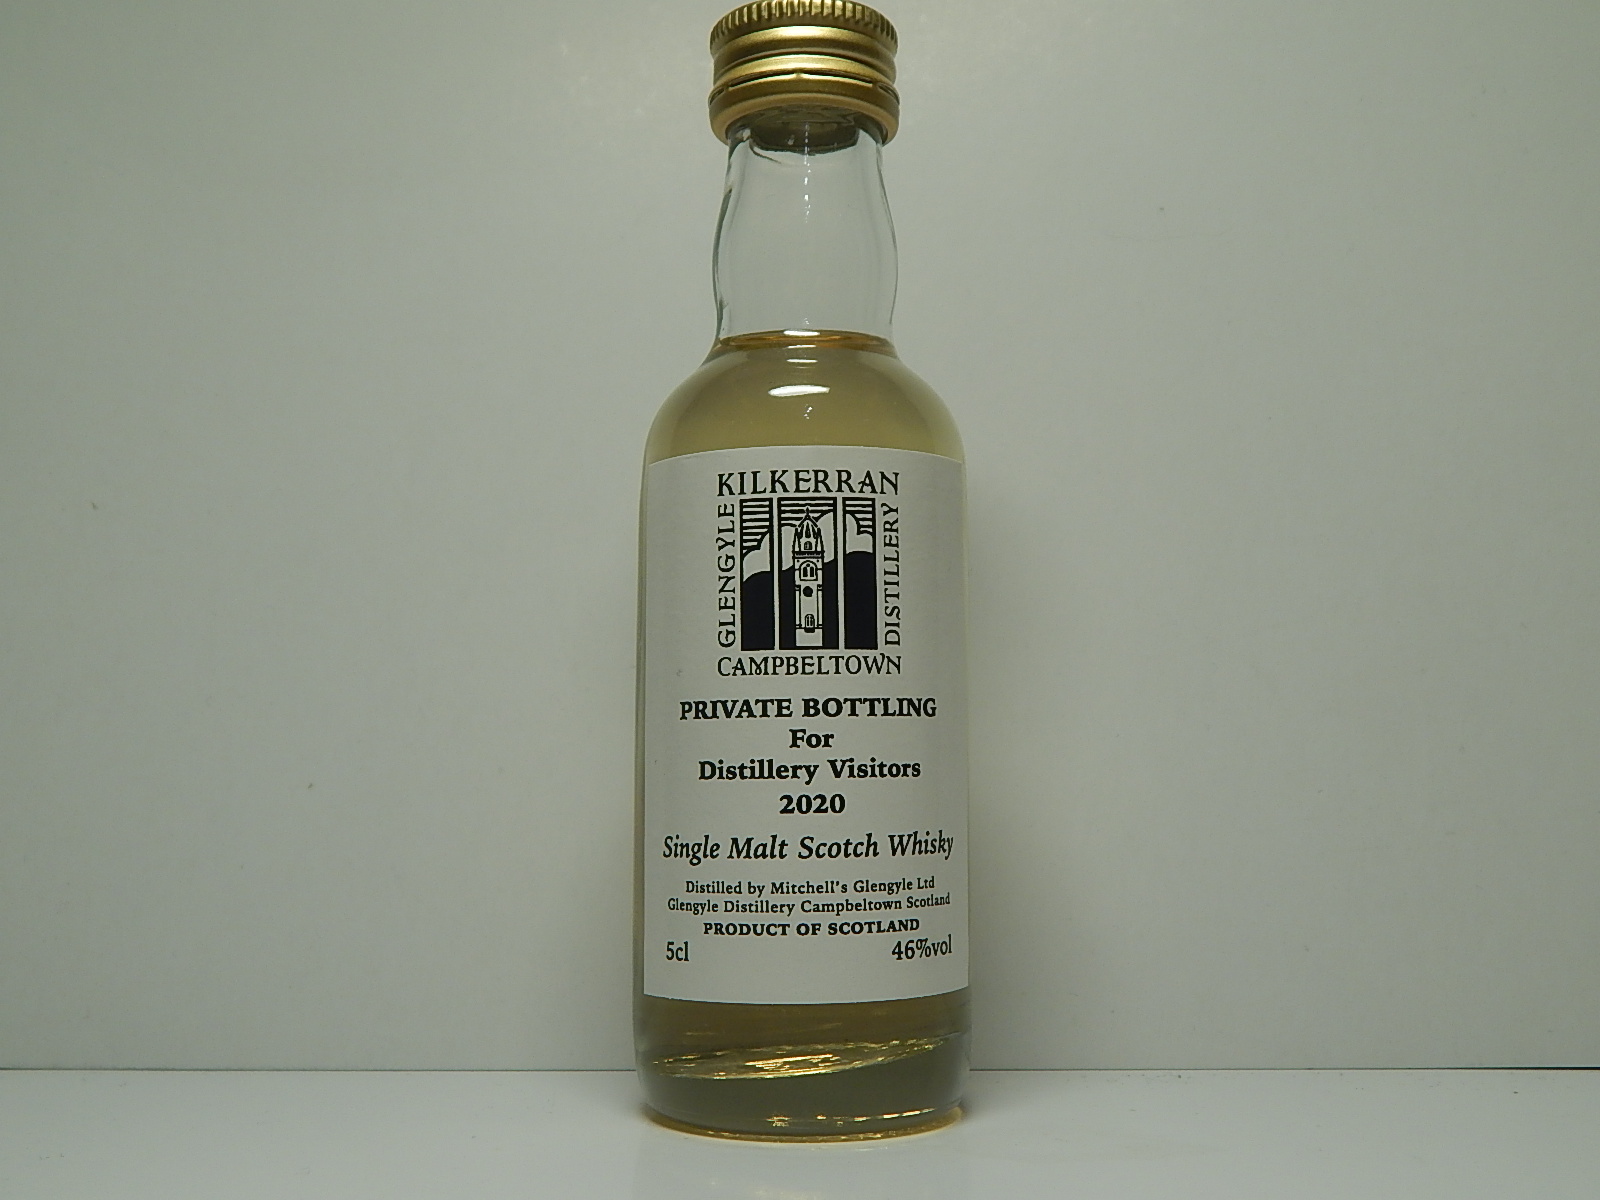 KILKERRAN
GLENGYLE
DISTILLERY
CAMPBELTOWN
PRIVATE BOTTLING
For
Distillery Visitors
2020
Single Malt Scotch Whisky
Distilled by Mitchell's Glengyle Ltd
Glengyle Distillery Campbeltown Scotland
PRODUCT OF SCOTLAND
5cl 46%vol